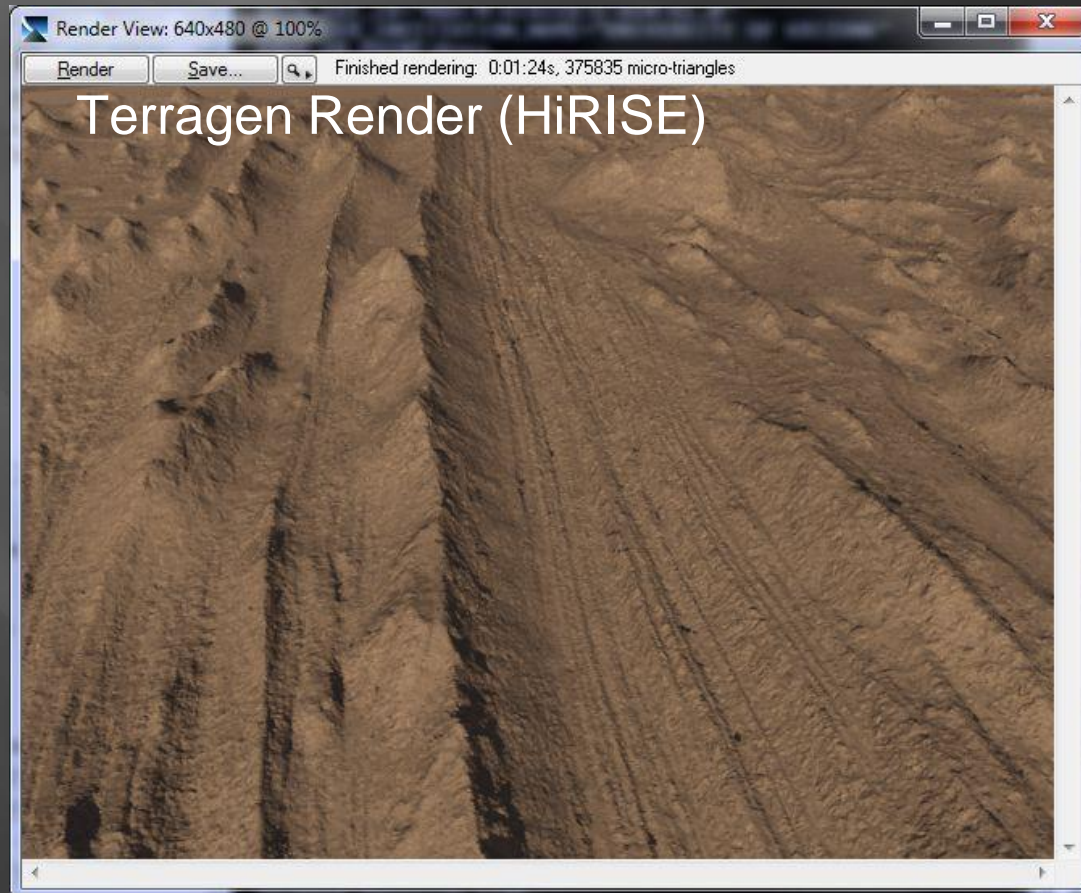 Render View: 640x480 @ 100%
Render Save... Finished rendering: 0:01:24s, 375835 micro-triangles
Terragen Render (HiRISE)